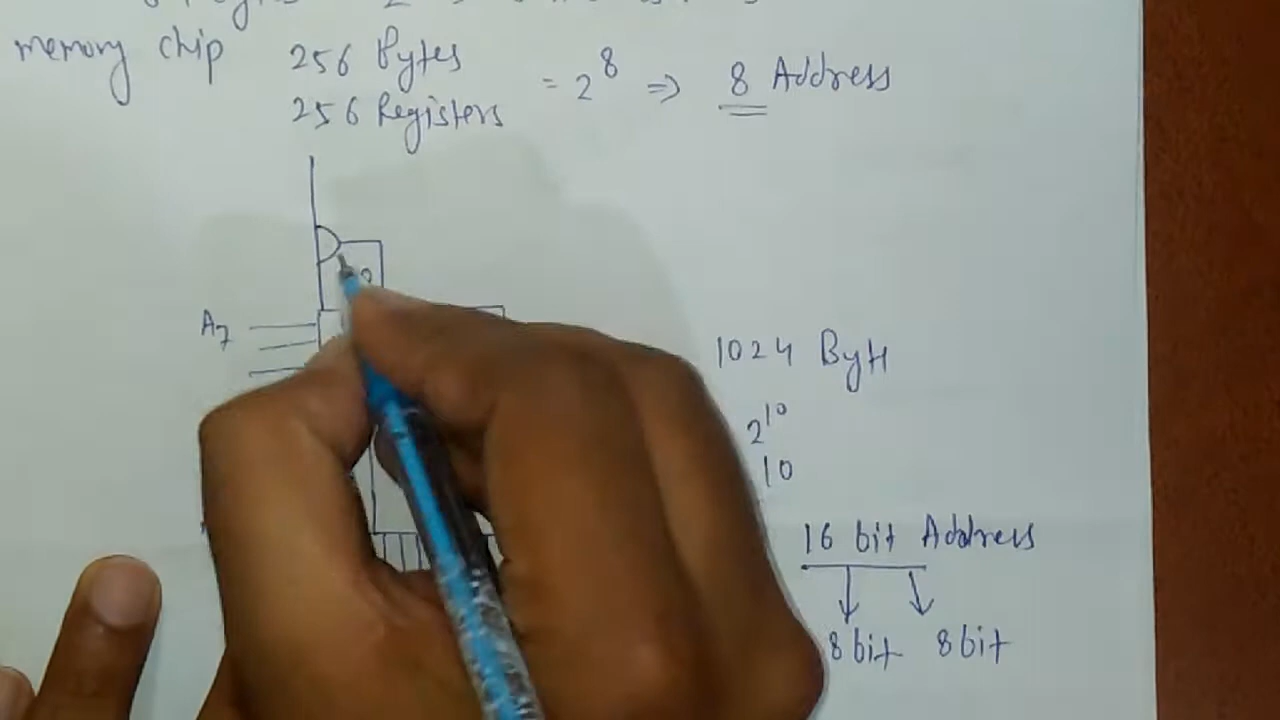 memory chip 256 Bytes = 2^8 ⇒ 8 Address
256 Registers
A7
1024 Byte
2^10
10
16 bit Address
8 bit 8 bit